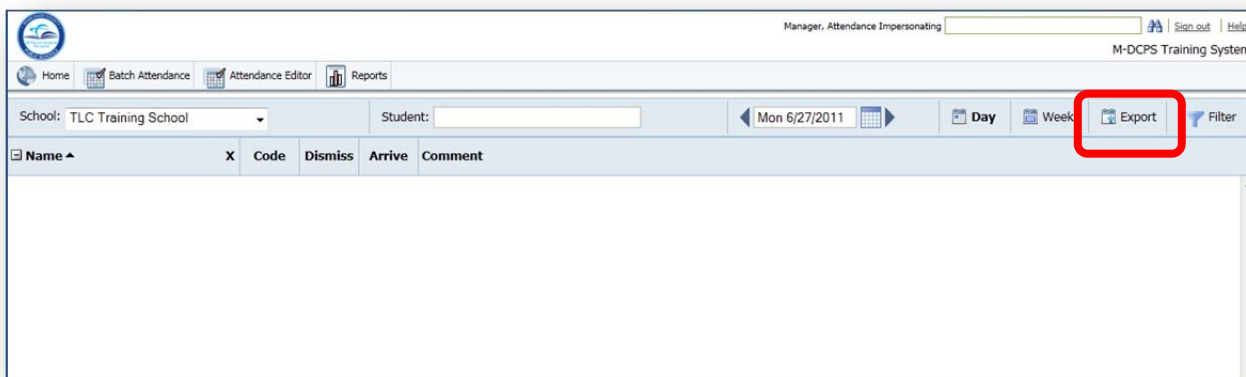 Manager, Attendance Impersonating Sign out Help
M-DCPS Training System
Home Batch Attendance Attendance Editor Reports
School: TLC Training School Student: Mon 6/27/2011 Day Week Export Filter
Name X Code Dismiss Arrive Comment